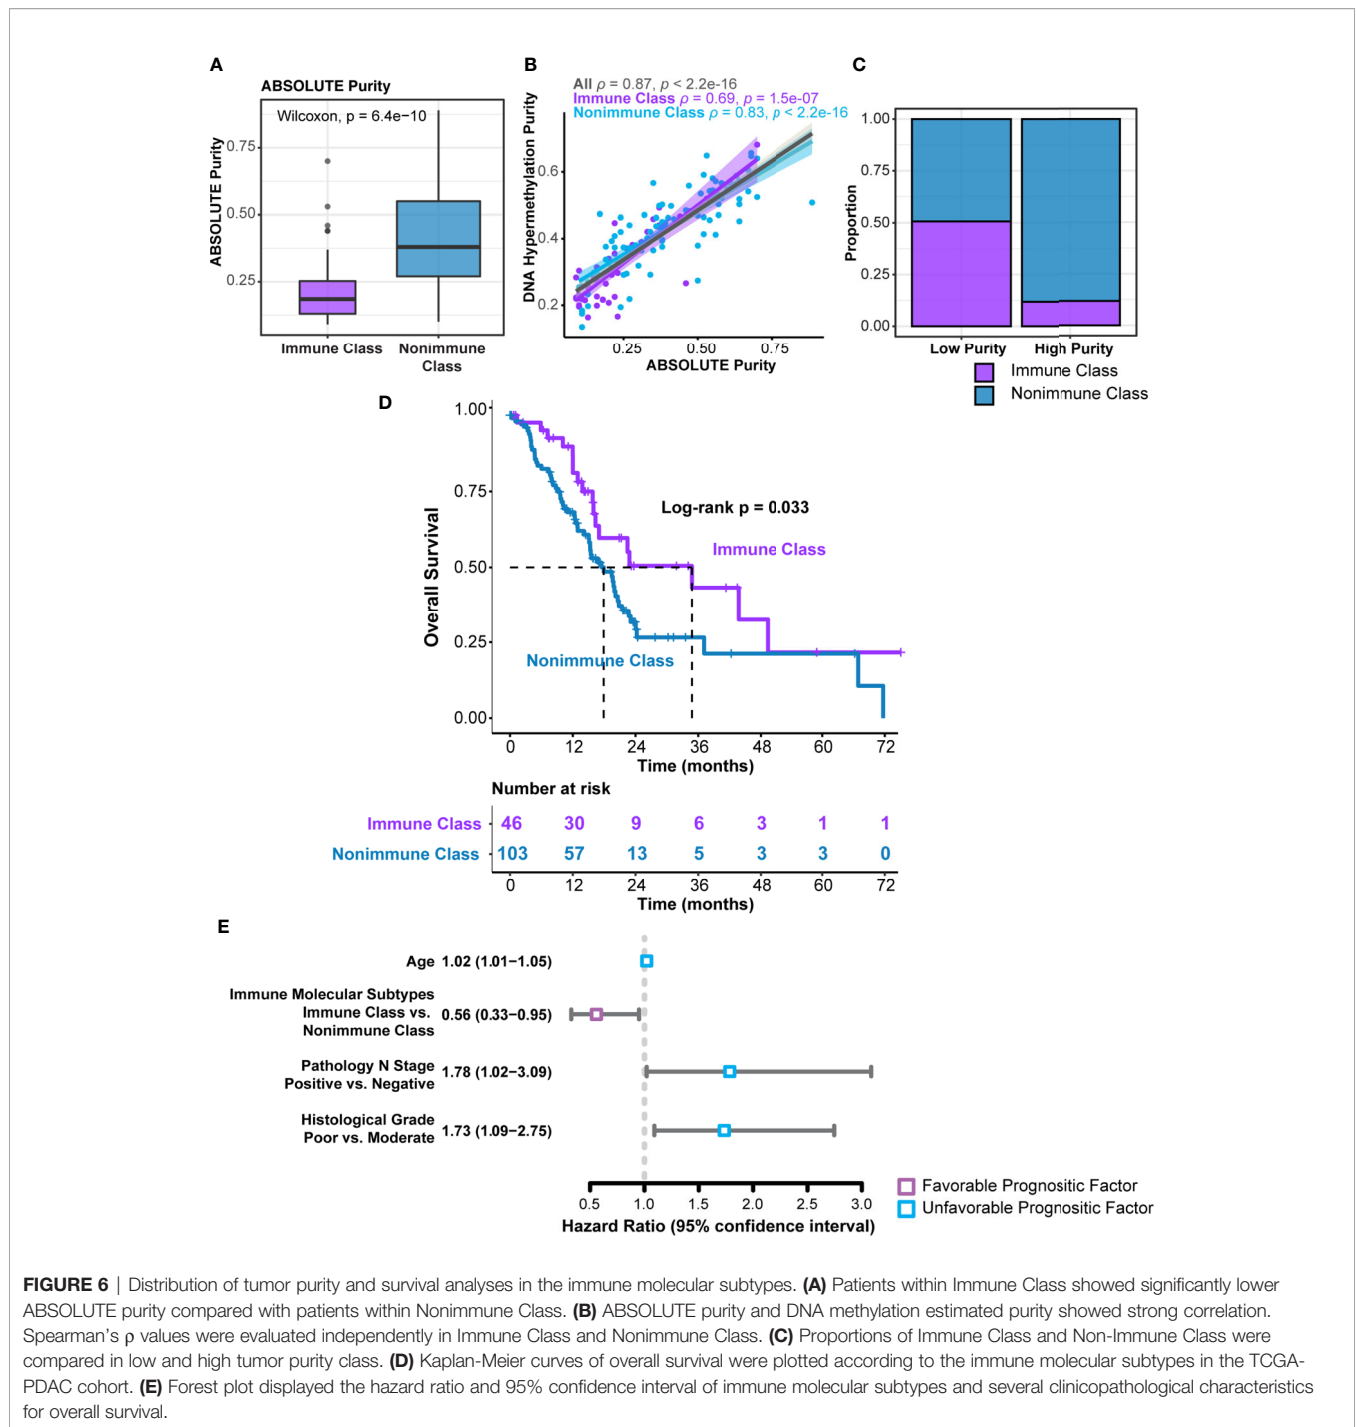 A
ABSOLUTE Purity
Wilcoxon, p = 6.4e−10
ABSOLUTE Purity
0.75
0.50
0.25
Immune Class
Nonimmune
Class
B
All ρ = 0.87, p < 2.2e-16
Immune Class ρ = 0.69, p = 1.5e-07
Nonimmune Class ρ = 0.83, p < 2.2e-16
DNA Hypermethylation Purity
0.6
0.4
0.2
0.25 0.50 0.75
ABSOLUTE Purity
C
Proportion
1.00
0.75
0.50
0.25
0.00
Low Purity High Purity
Immune Class
Nonimmune Class
D
Overall Survival
1.00
0.75
0.50
0.25
0.00
Log-rank p = 0.033
Immune Class
Nonimmune Class
0 12 24 36 48 60 72
Time (months)
Number at risk
Immune Class 46 30 9 6 3 1 1
Nonimmune Class 103 57 13 5 3 3 0
0 12 24 36 48 60 72
Time (months)
E
Age 1.02 (1.01−1.05)
Immune Molecular Subtypes
Immune Class vs. 0.56 (0.33−0.95)
Nonimmune Class
Pathology N Stage
Positive vs. Negative 1.78 (1.02−3.09)
Histological Grade
Poor vs. Moderate 1.73 (1.09−2.75)
0.5 1.0 1.5 2.0 2.5 3.0
Hazard Ratio (95% confidence interval)
Favorable Prognositic Factor
Unfavorable Prognositic Factor
FIGURE 6 | Distribution of tumor purity and survival analyses in the immune molecular subtypes. (A) Patients within Immune Class showed significantly lower
ABSOLUTE purity compared with patients within Nonimmune Class. (B) ABSOLUTE purity and DNA methylation estimated purity showed strong correlation.
Spearman's ρ values were evaluated independently in Immune Class and Nonimmune Class. (C) Proportions of Immune Class and Non-Immune Class were
compared in low and high tumor purity class. (D) Kaplan-Meier curves of overall survival were plotted according to the immune molecular subtypes in the TCGA-
PDAC cohort. (E) Forest plot displayed the hazard ratio and 95% confidence interval of immune molecular subtypes and several clinicopathological characteristics
for overall survival.